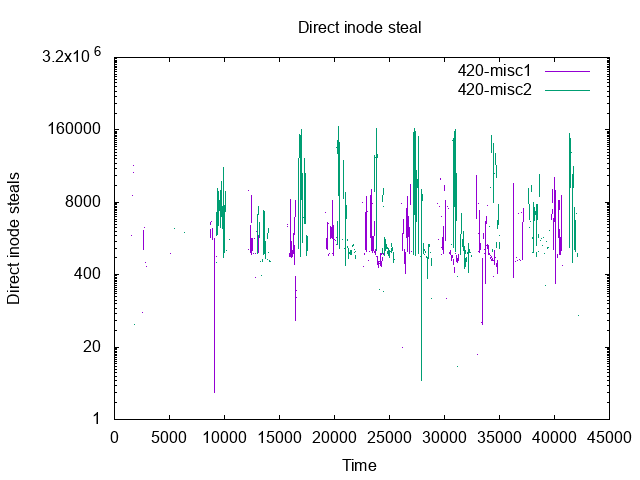 Direct inode steal
3.2x10 6
420-misc1
420-misc2
160000
8000
Direct inode steals
400
20
1
0 5000 10000 15000 20000 25000 30000 35000 40000 45000
Time